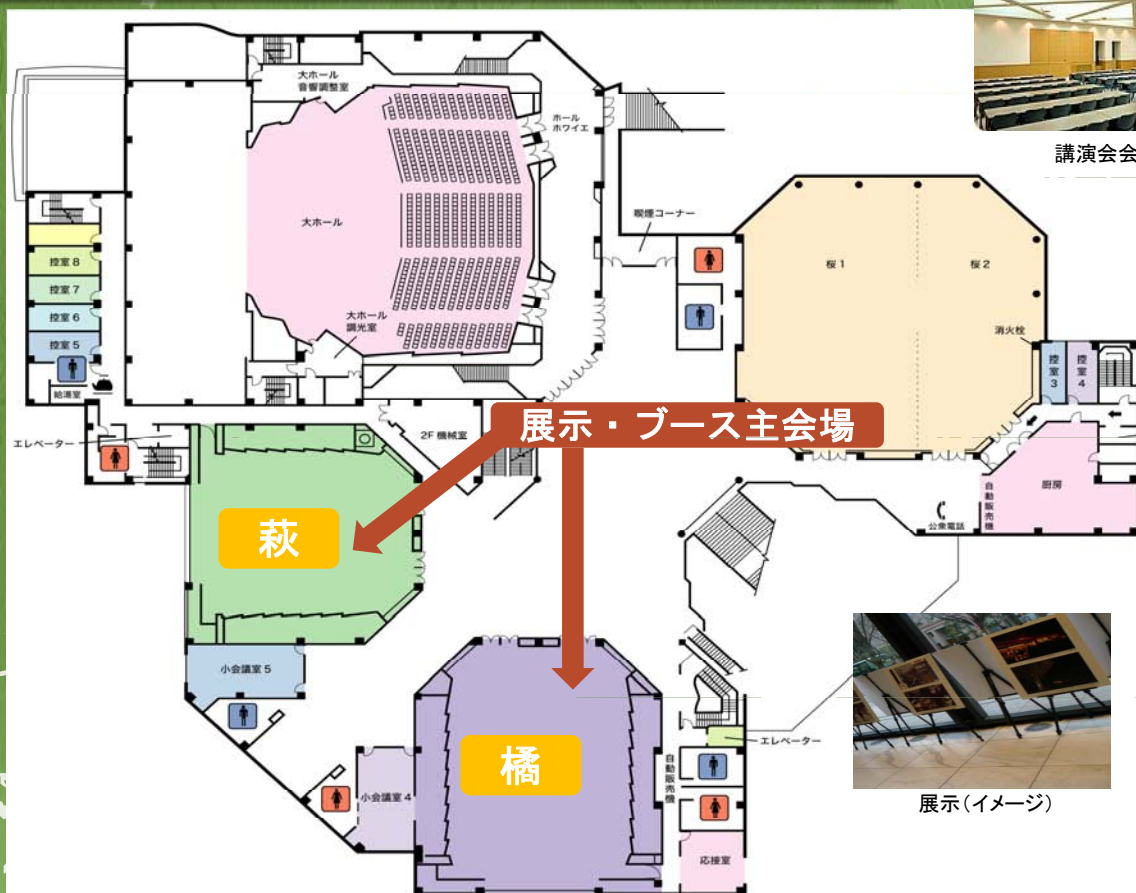 大ホール
音響調整室
ホール
ホワイエ
講演会会
喫煙コーナー
大ホール
桜1
桜2
控室8
控室7
控室6
控室5
給湯室
大ホール
調光室
消火栓
控室3
控室4
エレベーター
2F 機械室
展示・ブース主会場
厨房
自動販売機
公衆電話
萩
小会議室5
橘
小会議室4
自動販売機
エレベーター
応接室
展示(イメージ)